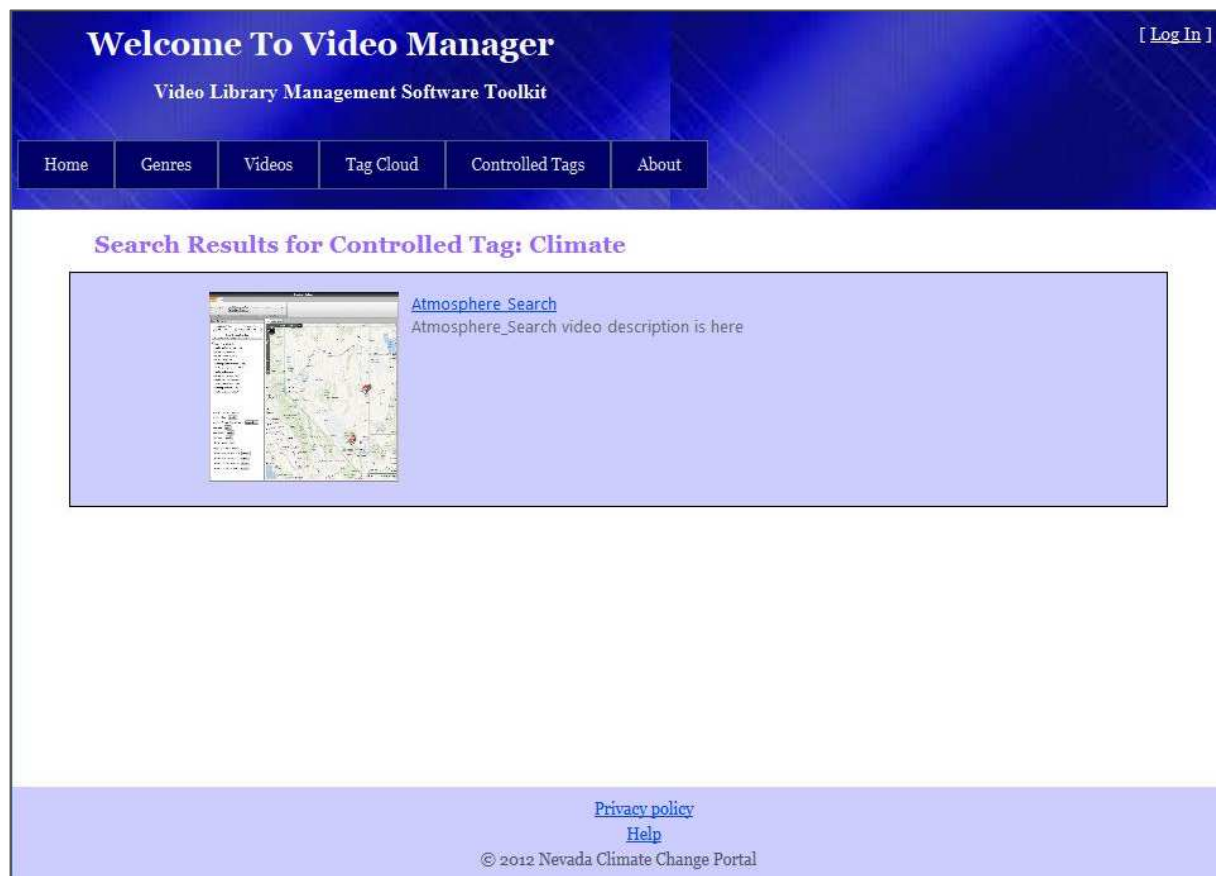 Welcome To Video Manager
[ Log In ]
Video Library Management Software Toolkit
Home Genres Videos Tag Cloud Controlled Tags About
Search Results for Controlled Tag: Climate
Atmosphere_Search
Atmosphere_Search video description is here
Privacy policy
Help
© 2012 Nevada Climate Change Portal